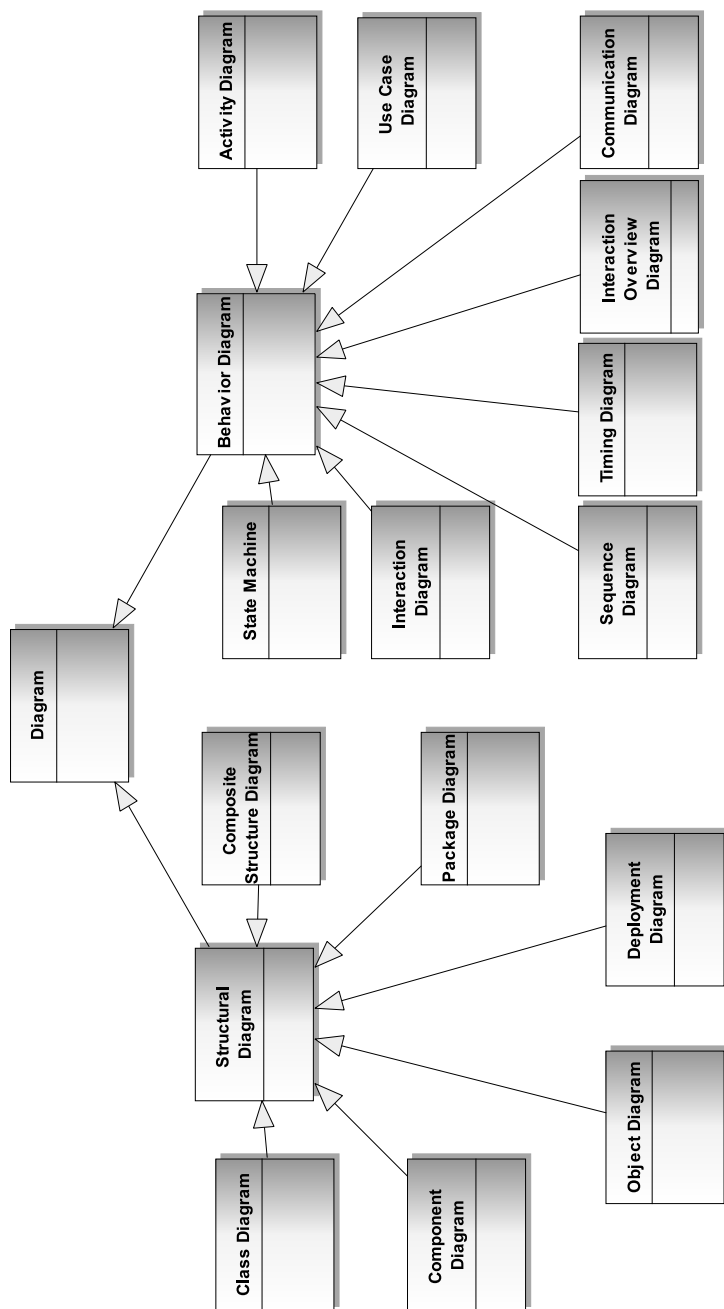 Diagram
Structural
Diagram
Behavior Diagram
Class Diagram
Composite
Structure Diagram
State Machine
Activity Diagram
Component
Diagram
Package Diagram
Interaction
Diagram
Use Case
Diagram
Object Diagram
Deployment
Diagram
Sequence
Diagram
Timing Diagram
Interaction
Overview
Diagram
Communication
Diagram